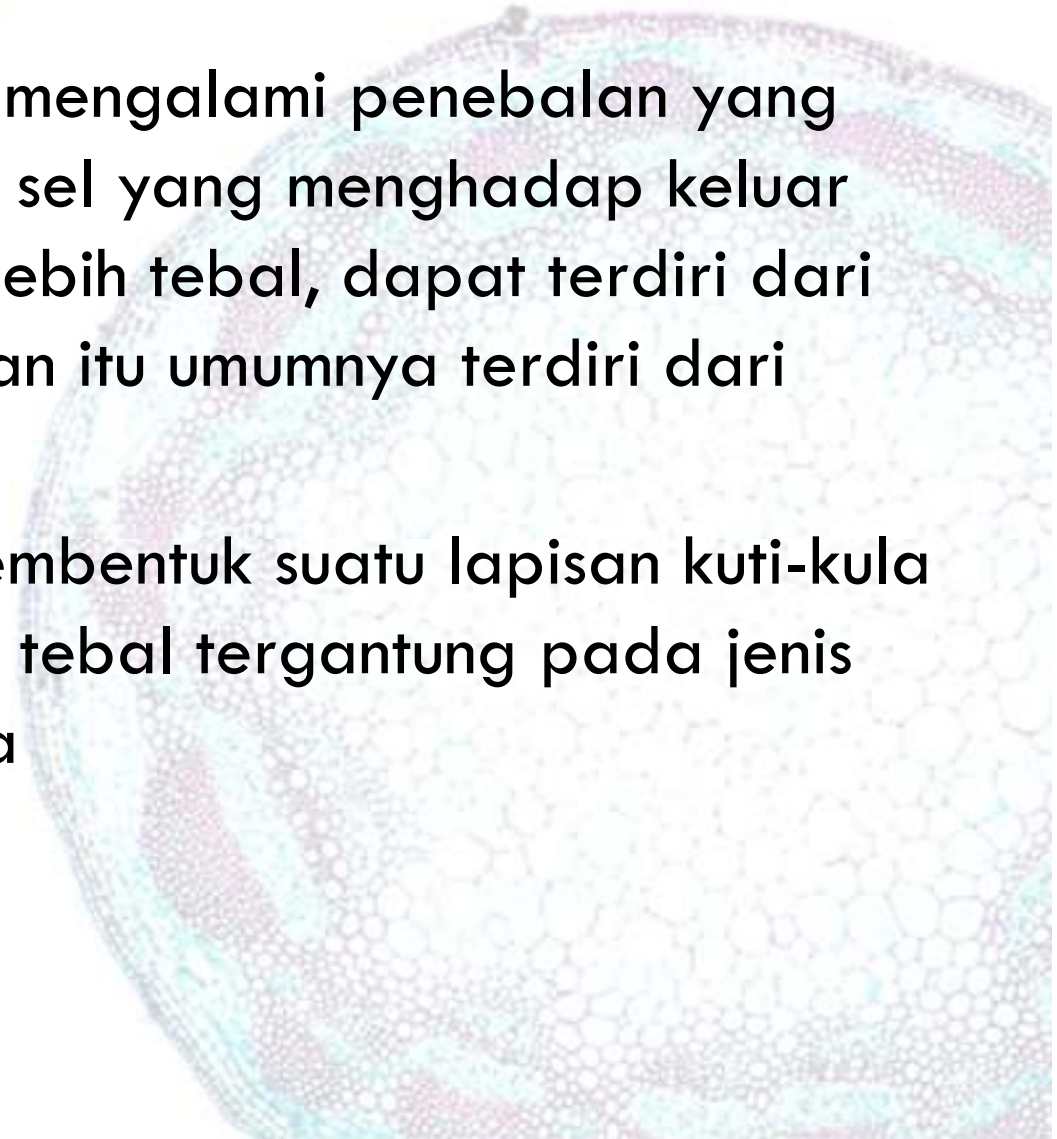 mengalami penebalan yang
sel yang menghadap keluar
ebih tebal, dapat terdiri dari
an itu umumnya terdiri dari
embentuk suatu lapisan kuti-kula
tebal tergantung pada jenis
a